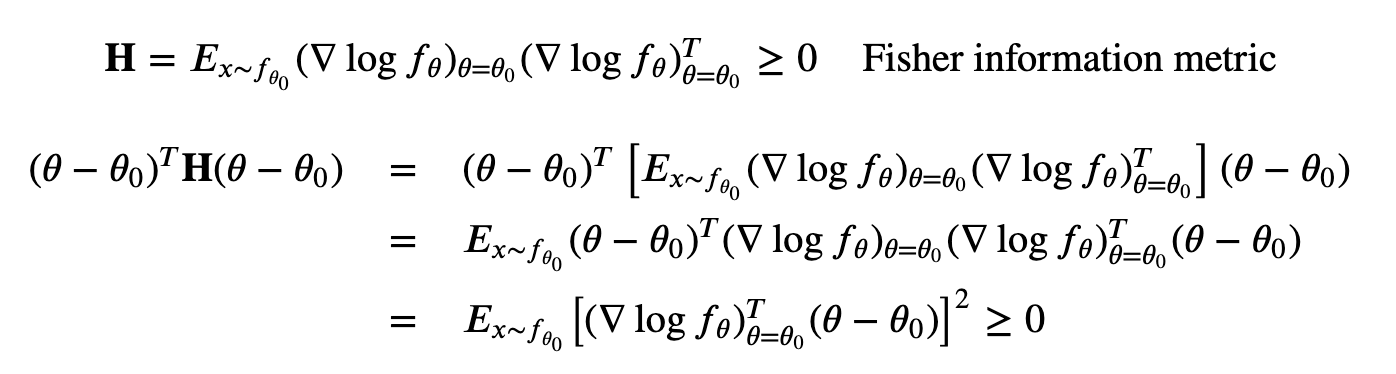 𝐇 = E_{x∼f_{θ_0}} (∇ log f_θ)_{θ=θ_0} (∇ log f_θ)^T_{θ=θ_0} ≥ 0 Fisher information metric
(θ − θ_0)^T 𝐇(θ − θ_0) = (θ − θ_0)^T [E_{x∼f_{θ_0}} (∇ log f_θ)_{θ=θ_0} (∇ log f_θ)^T_{θ=θ_0}] (θ − θ_0)
= E_{x∼f_{θ_0}} (θ − θ_0)^T (∇ log f_θ)_{θ=θ_0} (∇ log f_θ)^T_{θ=θ_0} (θ − θ_0)
= E_{x∼f_{θ_0}} [(∇ log f_θ)^T_{θ=θ_0} (θ − θ_0)]^2 ≥ 0